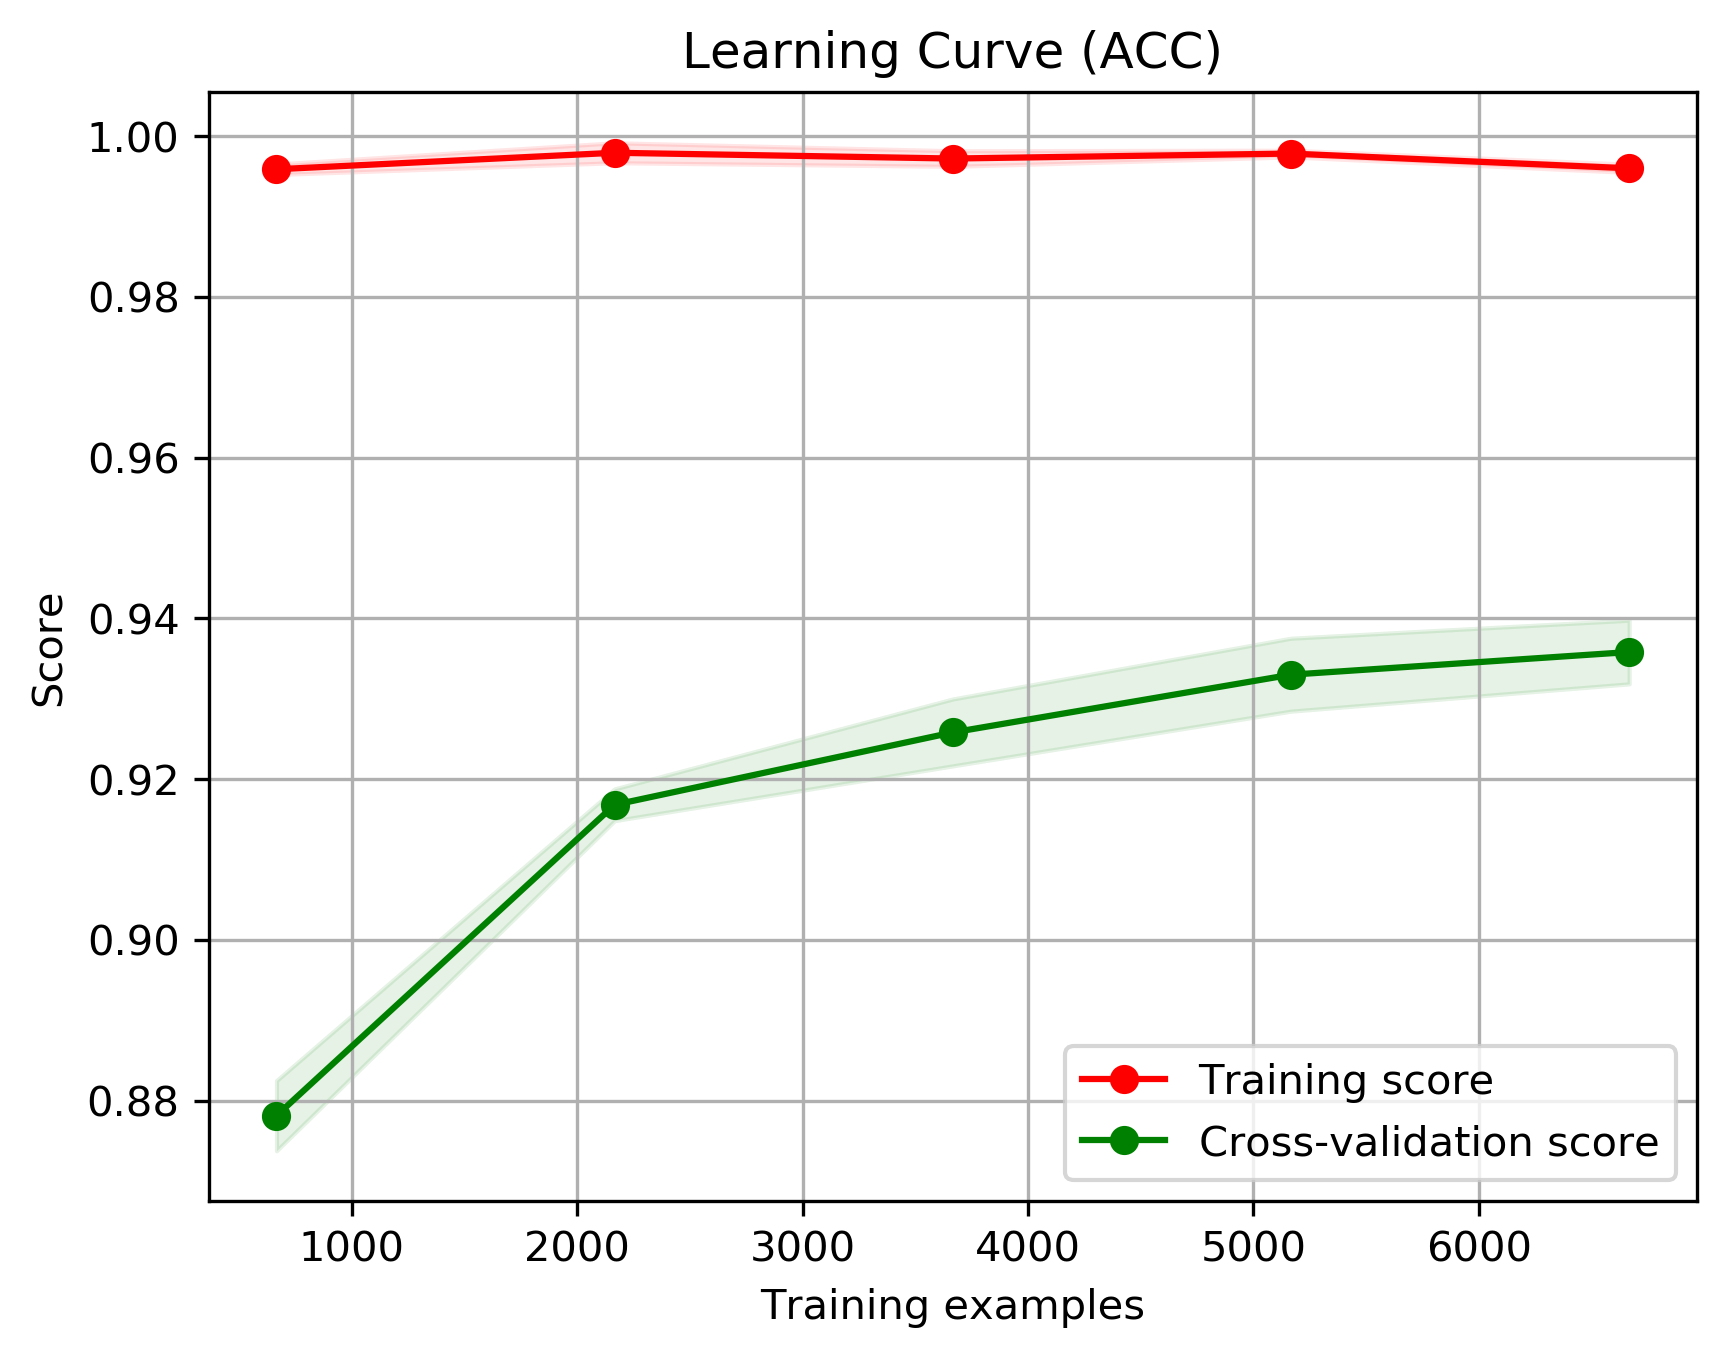 Learning Curve (ACC)
1.00
0.98
0.96
0.94
0.92
0.90
0.88
Score
1000 2000 3000 4000 5000 6000
Training examples
Training score
Cross-validation score